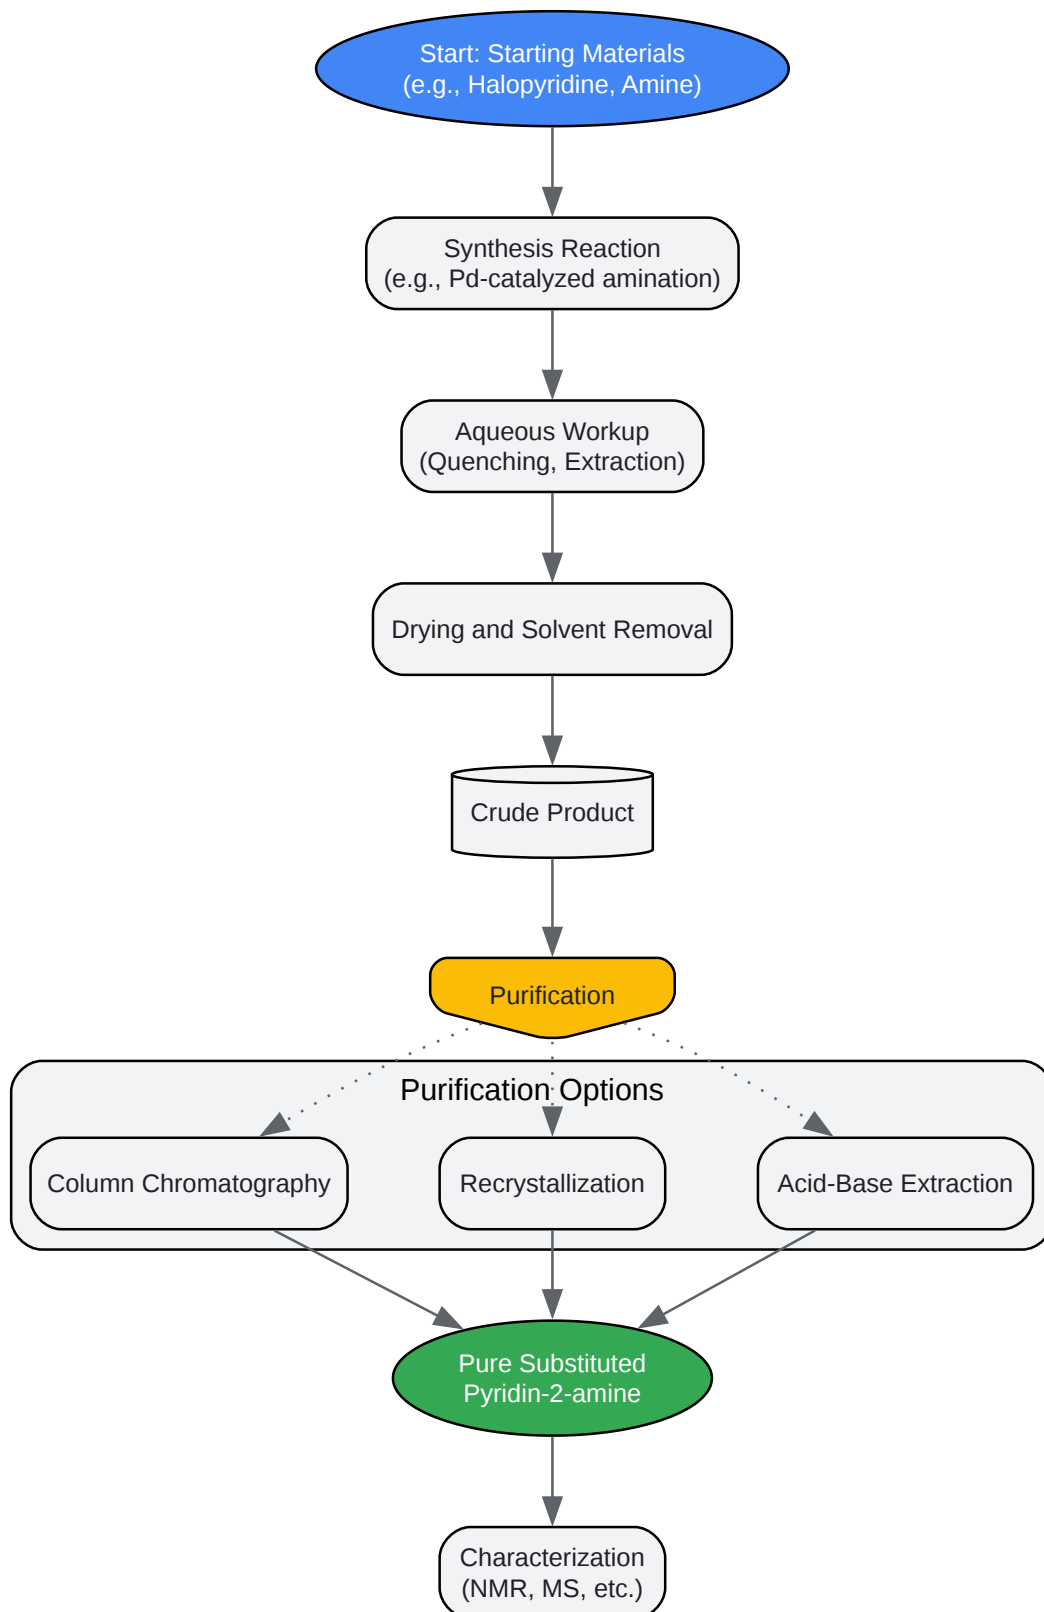 Start: Starting Materials
(e.g., Halopyridine, Amine)
Synthesis Reaction
(e.g., Pd-catalyzed amination)
Aqueous Workup
(Quenching, Extraction)
Drying and Solvent Removal
Crude Product
Purification
Purification Options
Column Chromatography
Recrystallization
Acid-Base Extraction
Pure Substituted
Pyridin-2-amine
Characterization
(NMR, MS, etc.)